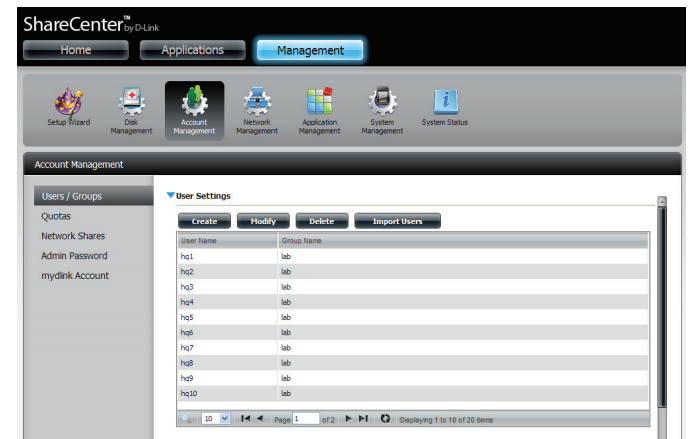 ShareCenter™ by D-Link
Home Applications Management
Setup Wizard Disk Management Account Management Network Management Application Management System Management System Status
Account Management
Users / Groups
Quotas
Network Shares
Admin Password
mydlink Account
User Settings
Create Modify Delete Import Users
User Name Group Name
hq1 lab
hq2 lab
hq3 lab
hq4 lab
hq5 lab
hq6 lab
hq7 lab
hq8 lab
hq9 lab
hq10 lab
10 Page 1 of 2 Displaying 1 to 10 of 20 items